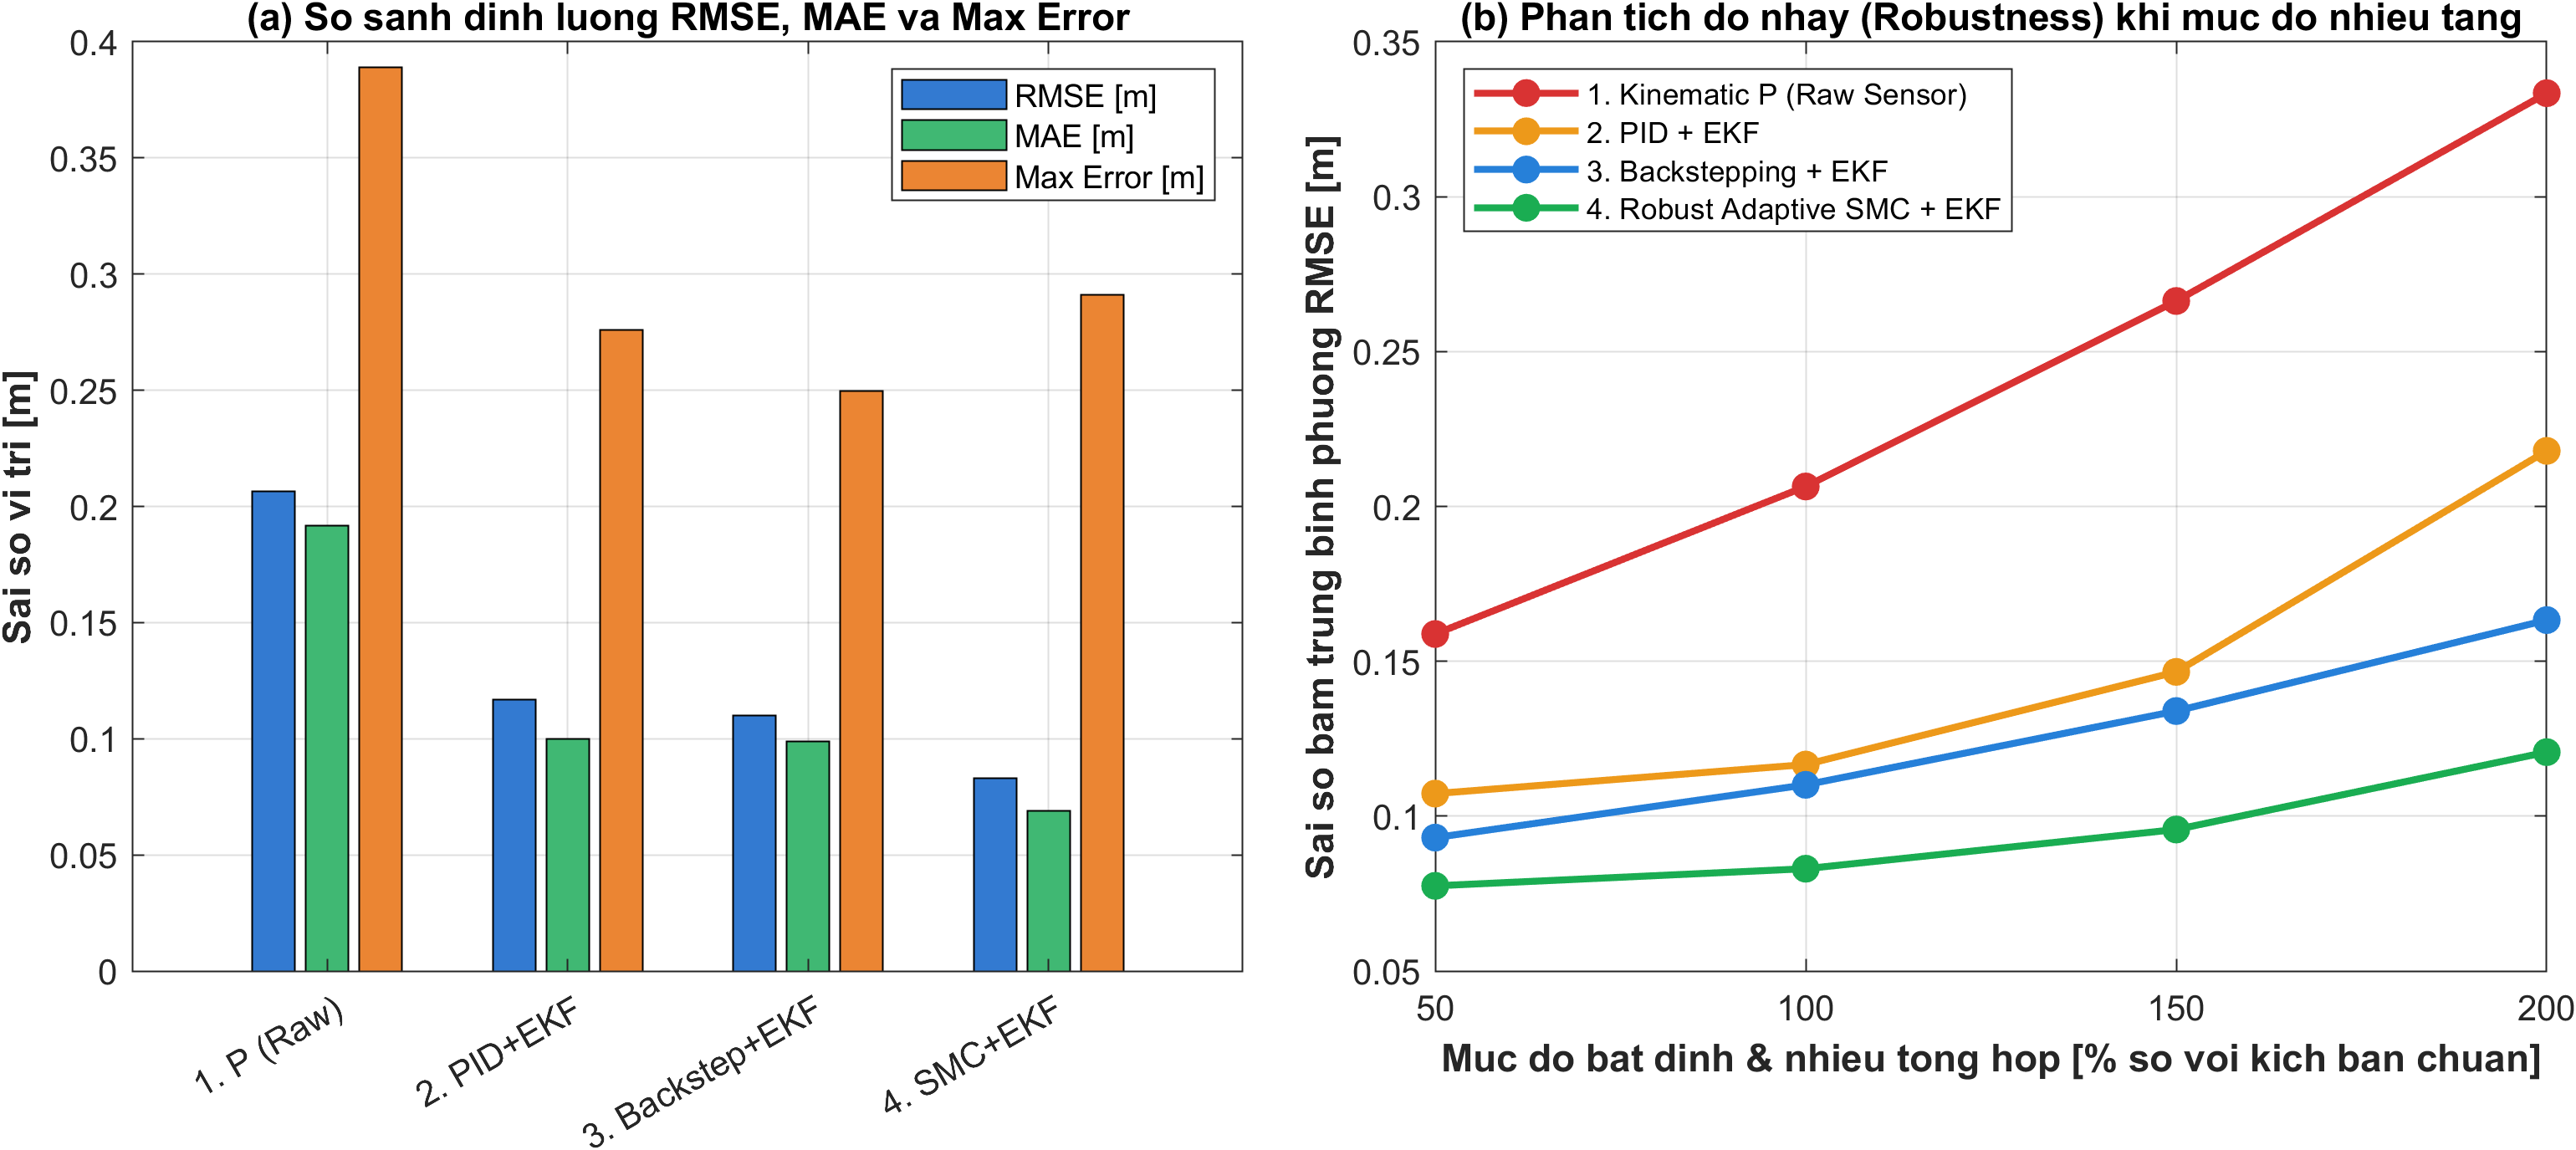 (a) So sanh dinh luong RMSE, MAE va Max Error
Sai so vi tri [m]
0.4
0.35
0.3
0.25
0.2
0.15
0.1
0.05
0
RMSE [m]
MAE [m]
Max Error [m]
1. P (Raw)
2. PID+EKF
3. Backstep+EKF
4. SMC+EKF
(b) Phan tich do nhay (Robustness) khi muc do nhieu tang
Sai so bam trung binh phuong RMSE [m]
0.35
0.3
0.25
0.2
0.15
0.1
0.05
1. Kinematic P (Raw Sensor)
2. PID + EKF
3. Backstepping + EKF
4. Robust Adaptive SMC + EKF
50
100
150
200
Muc do bat dinh & nhieu tong hop [% so voi kich ban chuan]